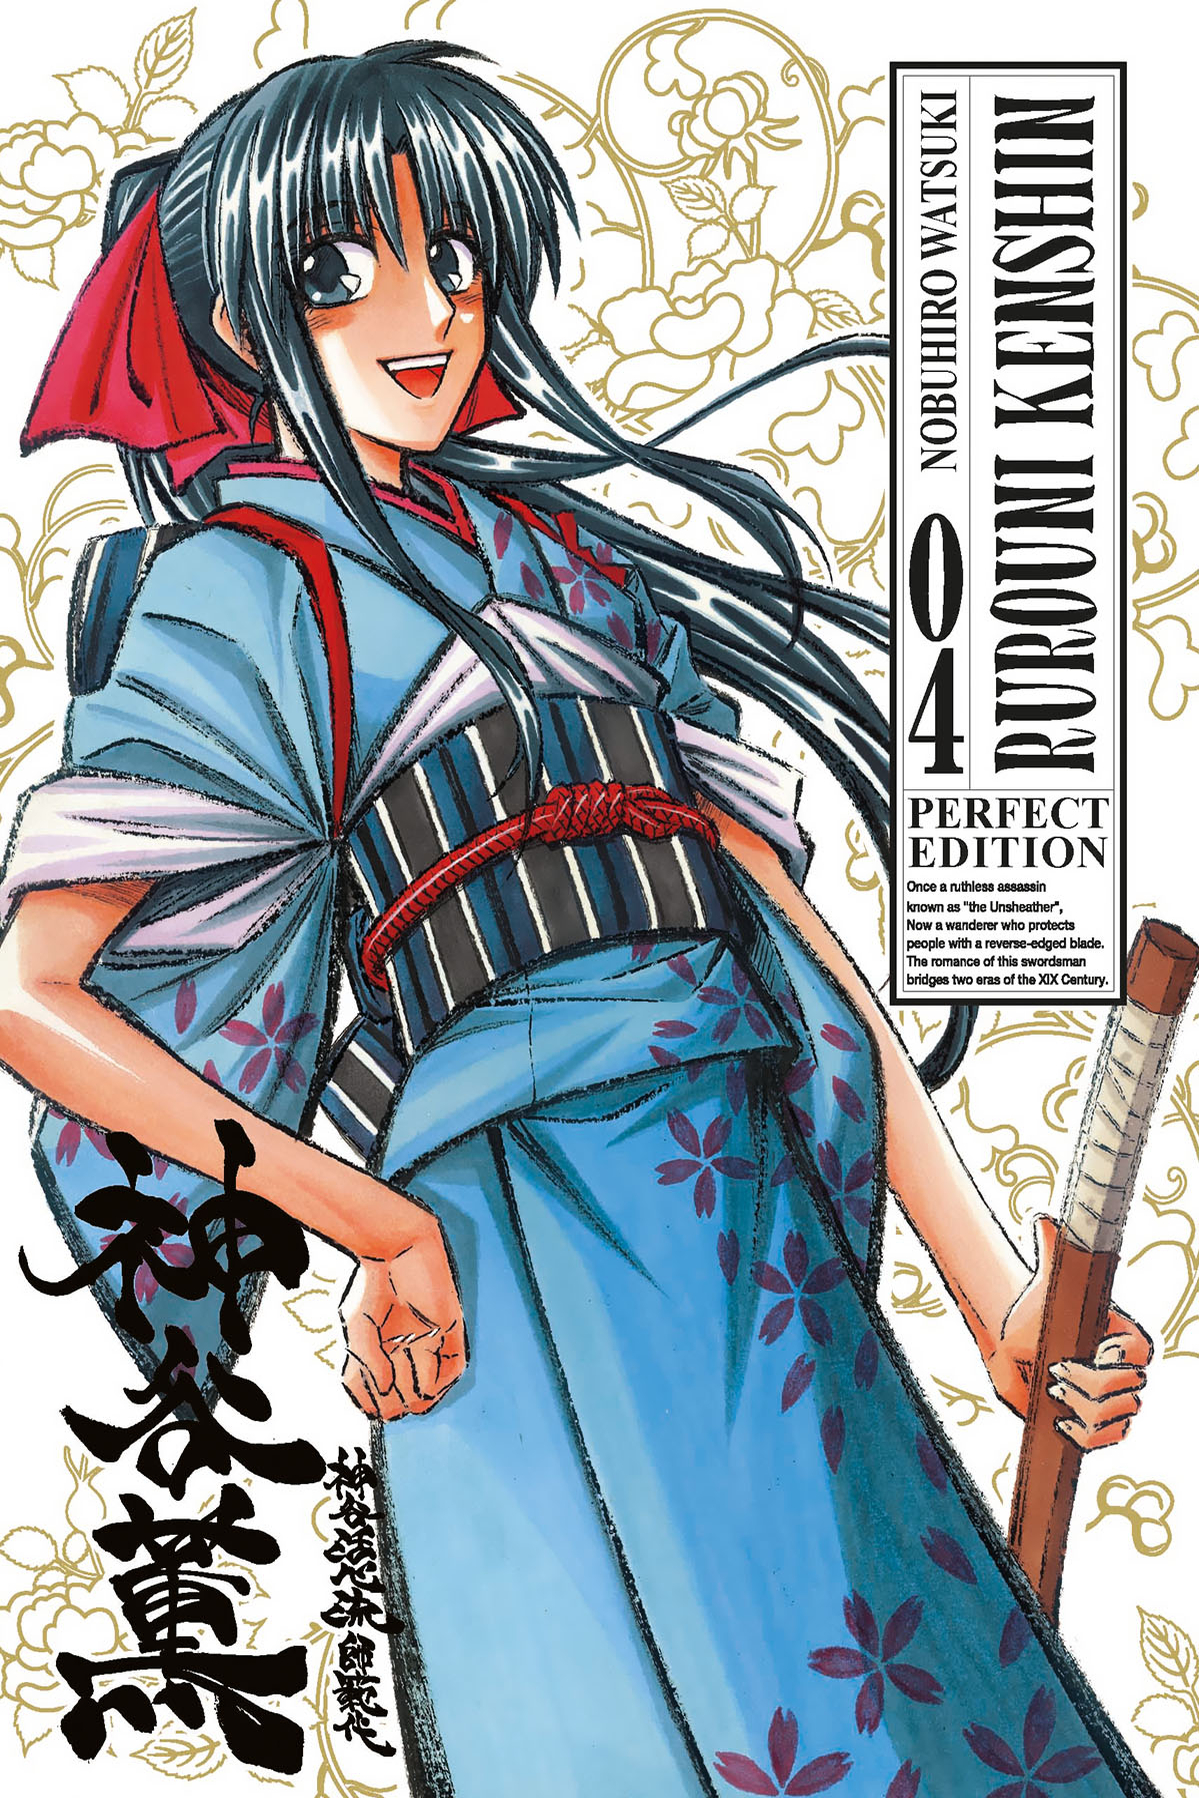 RUROUNI KENSHIN
NOBUHIRO WATSUKI
04
PERFECT
EDITION
Once a ruthless assassin
known as "the Unsheather",
Now a wanderer who protects
people with a reverse-edged blade.
The romance of this swordsman
bridges two eras of the XIX Century.
神谷薫
神谷活心流師範代